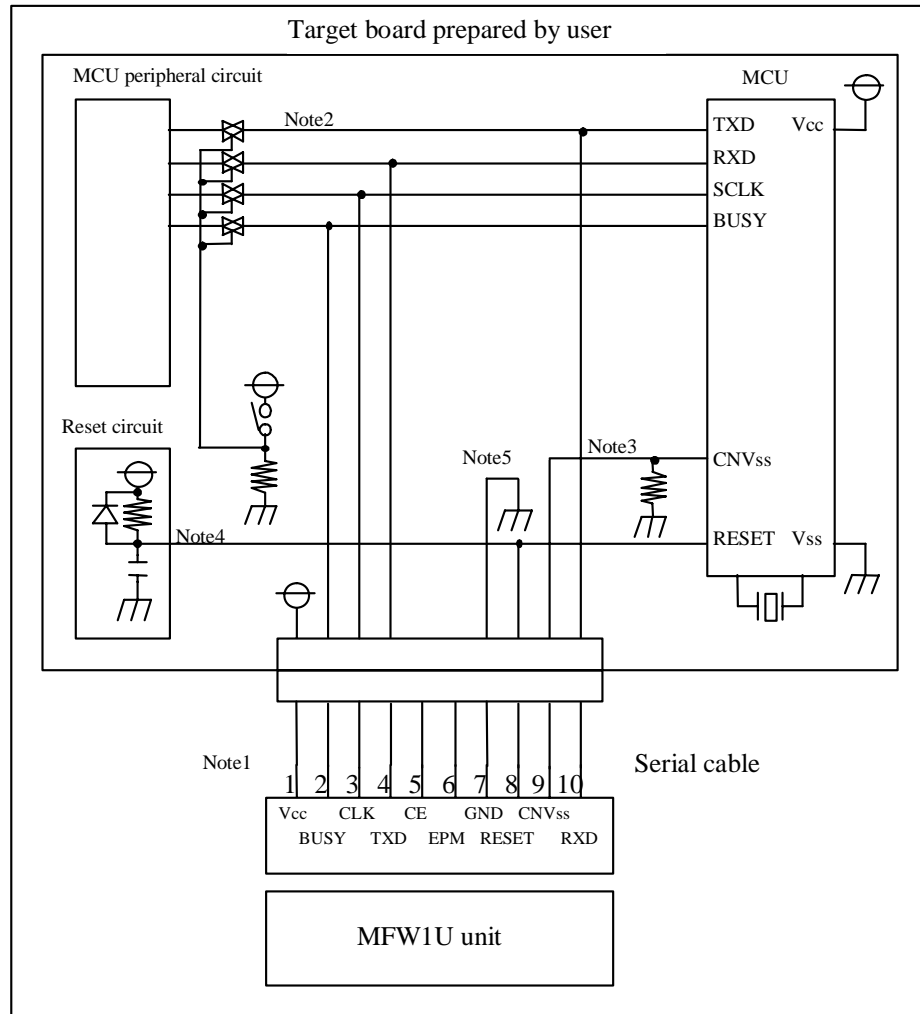 Target board prepared by user
MCU peripheral circuit
MCU
Note2
TXD Vcc
RXD
SCLK
BUSY
Reset circuit
Note3
CNVss
Note5
Note4
RESET Vss
Note1
Serial cable
1 2 3 4 5 6 7 8 9 10
Vcc CLK CE GND CNVss
BUSY TXD EPM RESET RXD
MFW1U unit